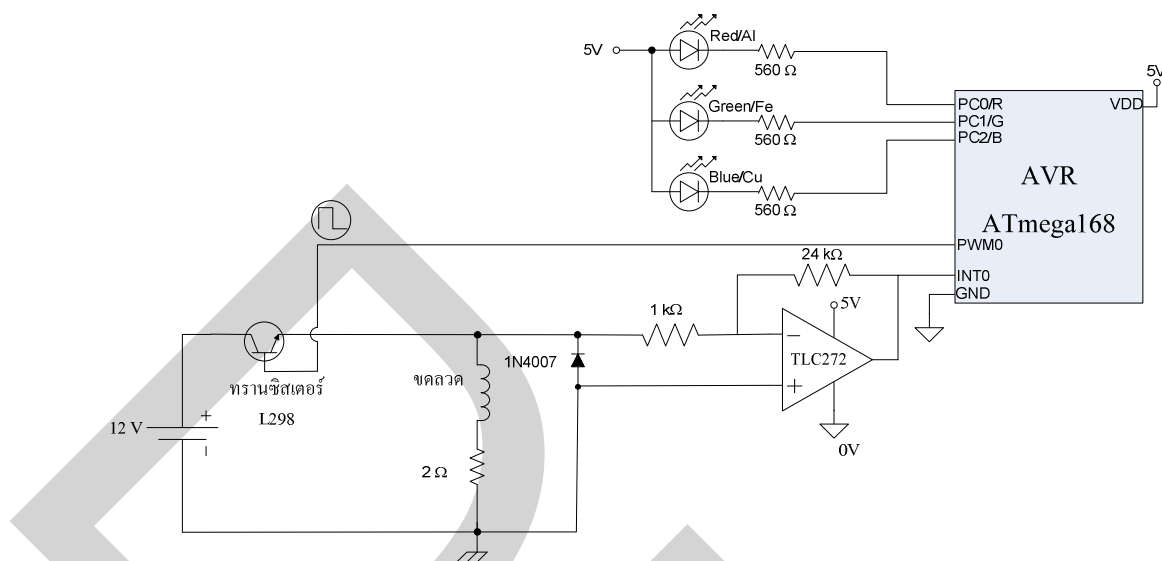 5V
Red/Al
560 Ω
Green/Fe
560 Ω
Blue/Cu
560 Ω
PC0/R
PC1/G
PC2/B
VDD
5V
AVR
ATmega168
PWM0
INT0
GND
24 kΩ
1 kΩ
5V
TLC272
0V
1N4007
ขดลวด
2 Ω
ทรานซิสเตอร์
L298
12 V